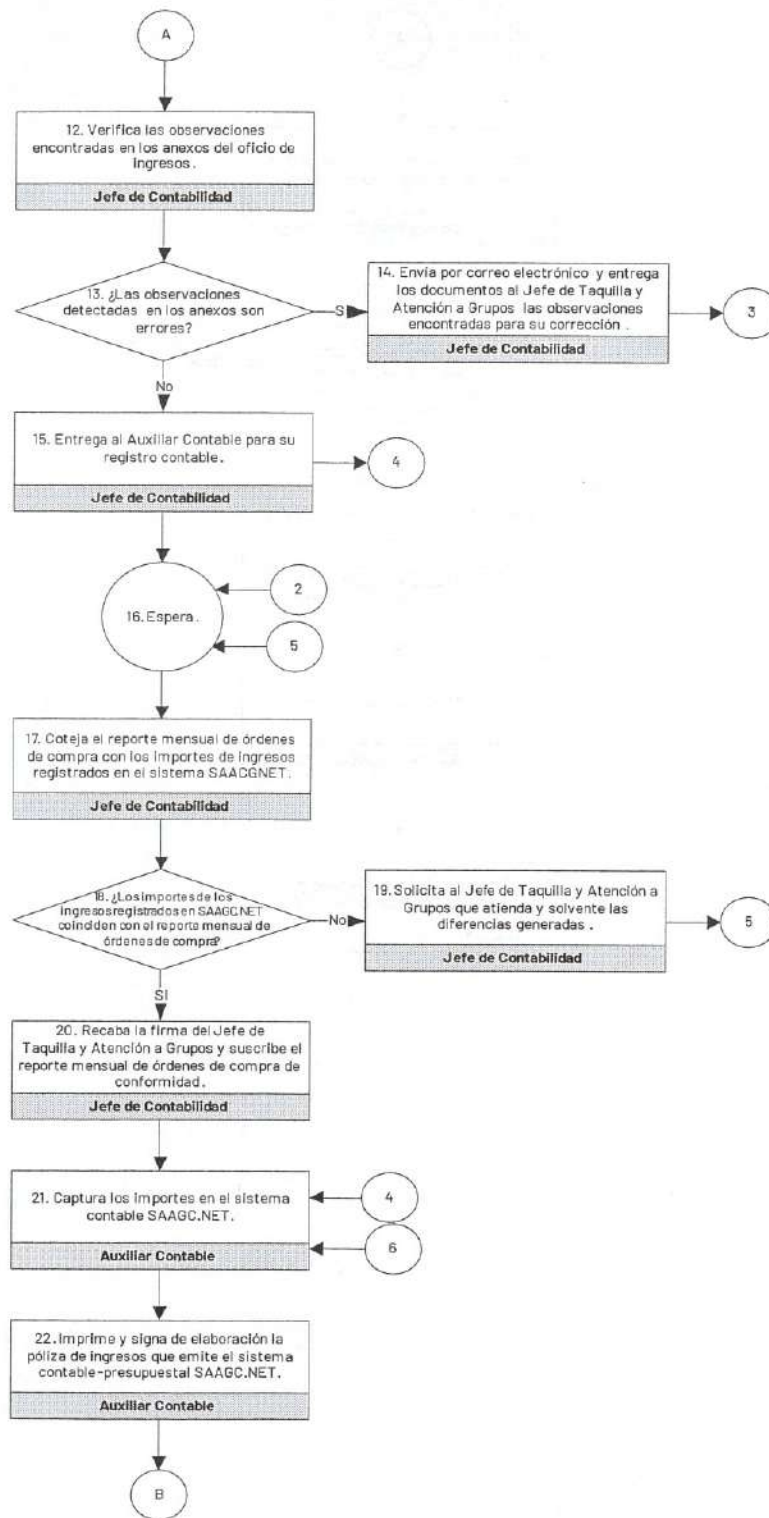 A
12. Verifica las observaciones
encontradas en los anexos del oficio de
ingresos.
Jefe de Contabilidad
13. ¿Las observaciones
detectadas en los anexos son
errores?
S
14. Envía por correo electrónico y entrega
los documentos al Jefe de Taquilla y
Atención a Grupos las observaciones
encontradas para su corrección.
Jefe de Contabilidad
3
No
15. Entrega al Auxiliar Contable para su
registro contable.
Jefe de Contabilidad
4
2
16. Espera.
5
17. Coteja el reporte mensual de órdenes
de compra con los importes de ingresos
registrados en el sistema SAACGNET.
Jefe de Contabilidad
18. ¿Los importes de los
ingresos registrados en SAAGC.NET
coinciden con el reporte mensual de
órdenes de compra?
No
19. Solicita al Jefe de Taquilla y Atención a
Grupos que atienda y solvente las
diferencias generadas.
Jefe de Contabilidad
5
SI
20. Recaba la firma del Jefe de
Taquilla y Atención a Grupos y suscribe el
reporte mensual de órdenes de compra de
conformidad.
Jefe de Contabilidad
21. Captura los importes en el sistema
contable SAAGC.NET.
Auxiliar Contable
4
6
22. Imprime y signa de elaboración la
póliza de ingresos que emite el sistema
contable-presupuestal SAAGC.NET.
Auxiliar Contable
B